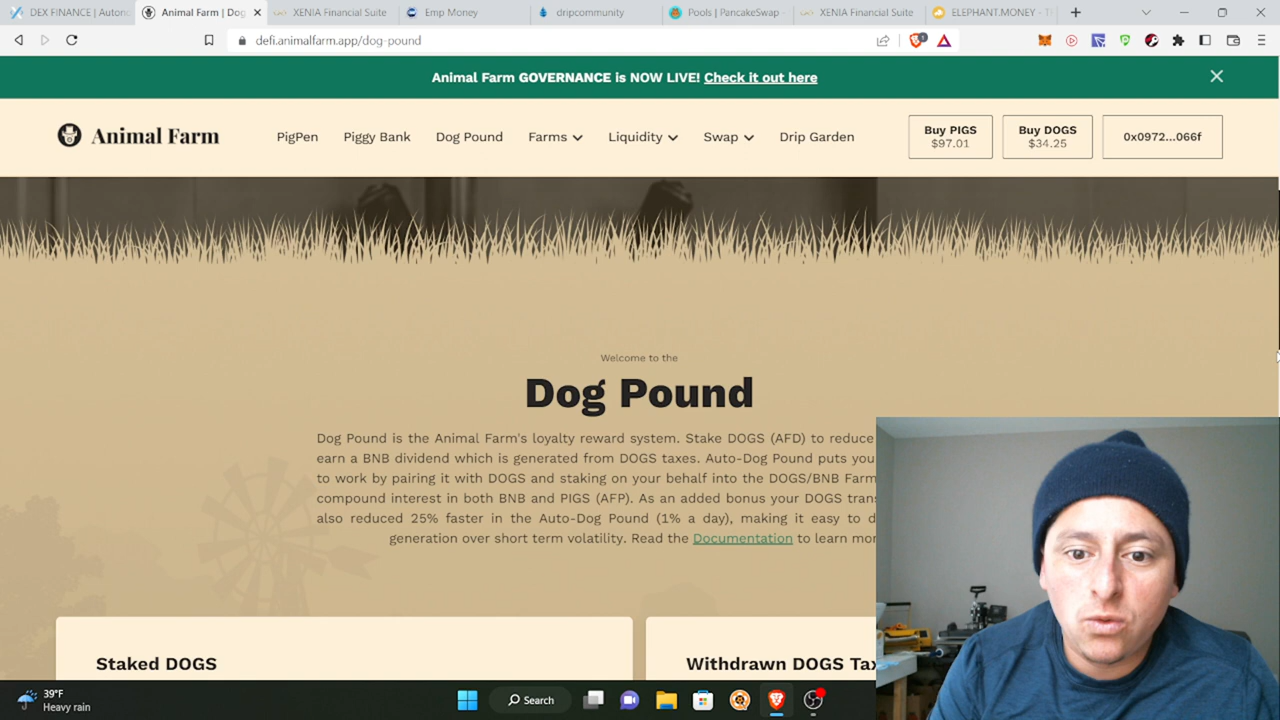 DEX FINANCE | Auton
Animal Farm | Dog
XENIA Financial Suite
Emp Money
dripcommunity
Pools | PancakeSwap
XENIA Financial Suite
ELEPHANT.MONEY - T
defi.animalfarm.app/dog-pound
Animal Farm GOVERNANCE is NOW LIVE! Check it out here
Animal Farm
PigPen
Piggy Bank
Dog Pound
Farms
Liquidity
Swap
Drip Garden
Buy PIGS
$97.01
Buy DOGS
$34.25
0x0972...066f
Welcome to the
Dog Pound
Dog Pound is the Animal Farm's loyalty reward system. Stake DOGS (AFD) to reduce
earn a BNB dividend which is generated from DOGS taxes. Auto-Dog Pound puts you
to work by pairing it with DOGS and staking on your behalf into the DOGS/BNB Farm
compound interest in both BNB and PIGS (AFP). As an added bonus your DOGS tran
also reduced 25% faster in the Auto-Dog Pound (1% a day), making it easy to d
generation over short term volatility. Read the Documentation to learn mor
Staked DOGS
Withdrawn DOGS Tax
39°F
Heavy rain
Search